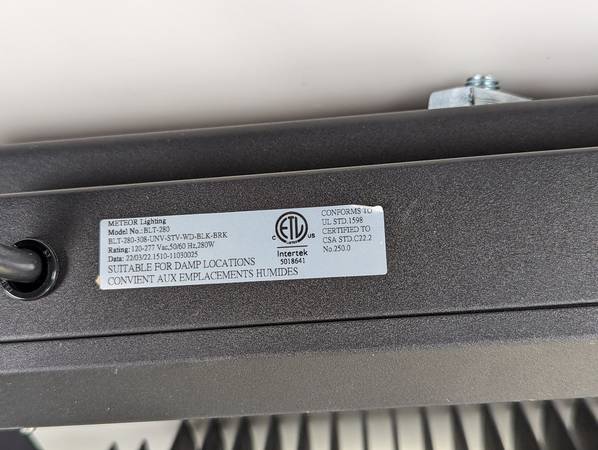 METEOR Lighting
Model No.: BLT-280
BLT-280-308-UNV-STV-WD-BLK-BRK
Rating: 120-277 Vac,50/60 Hz,280W
Data: 22/03/22.1510-11030025
SUITABLE FOR DAMP LOCATIONS
CONVIENT AUX EMPLACEMENTS HUMIDES
ETL
C US
Intertek
5018641
CONFORMS TO
UL STD.1598
CERTIFIED TO
CSA STD.C22.2
No.250.0